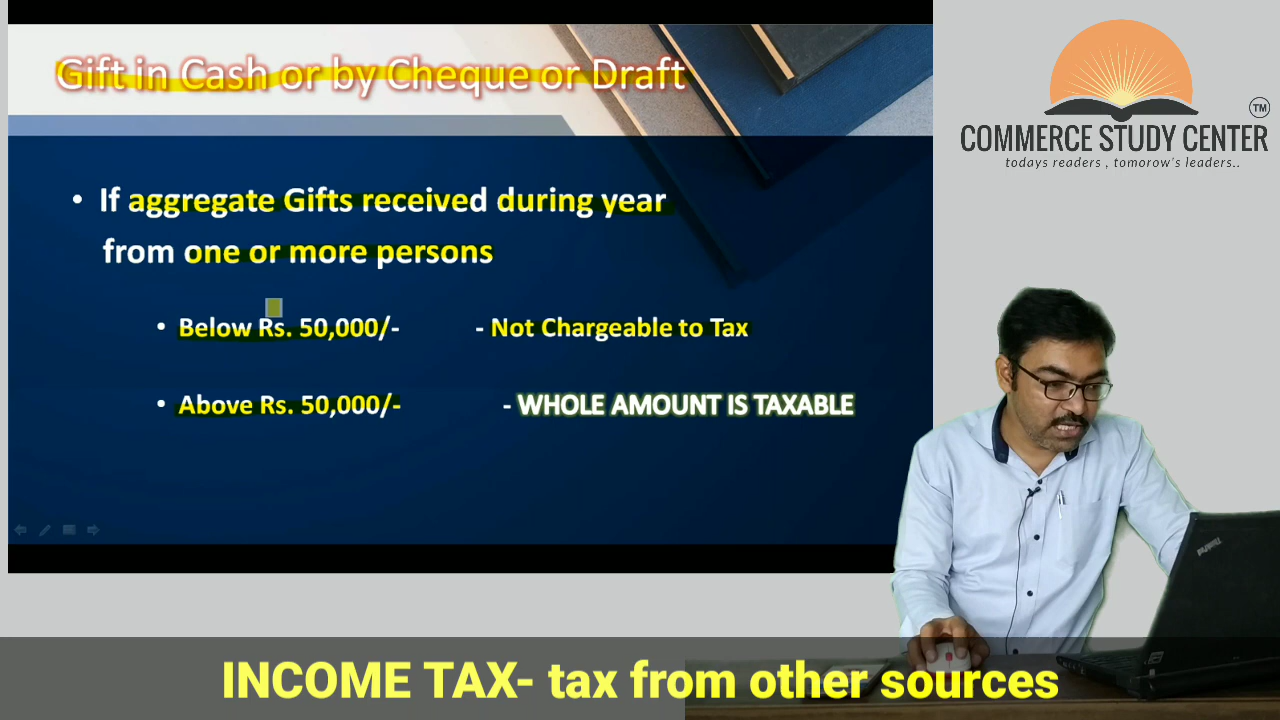 Gift in Cash or by Cheque or Draft
• If aggregate Gifts received during year
from one or more persons
• Below Rs. 50,000/- - Not Chargeable to Tax
• Above Rs. 50,000/- - WHOLE AMOUNT IS TAXABLE
TM
COMMERCE STUDY CENTER
todays readers , tomorow's leaders..
ThinkPad
INCOME TAX- tax from other sources